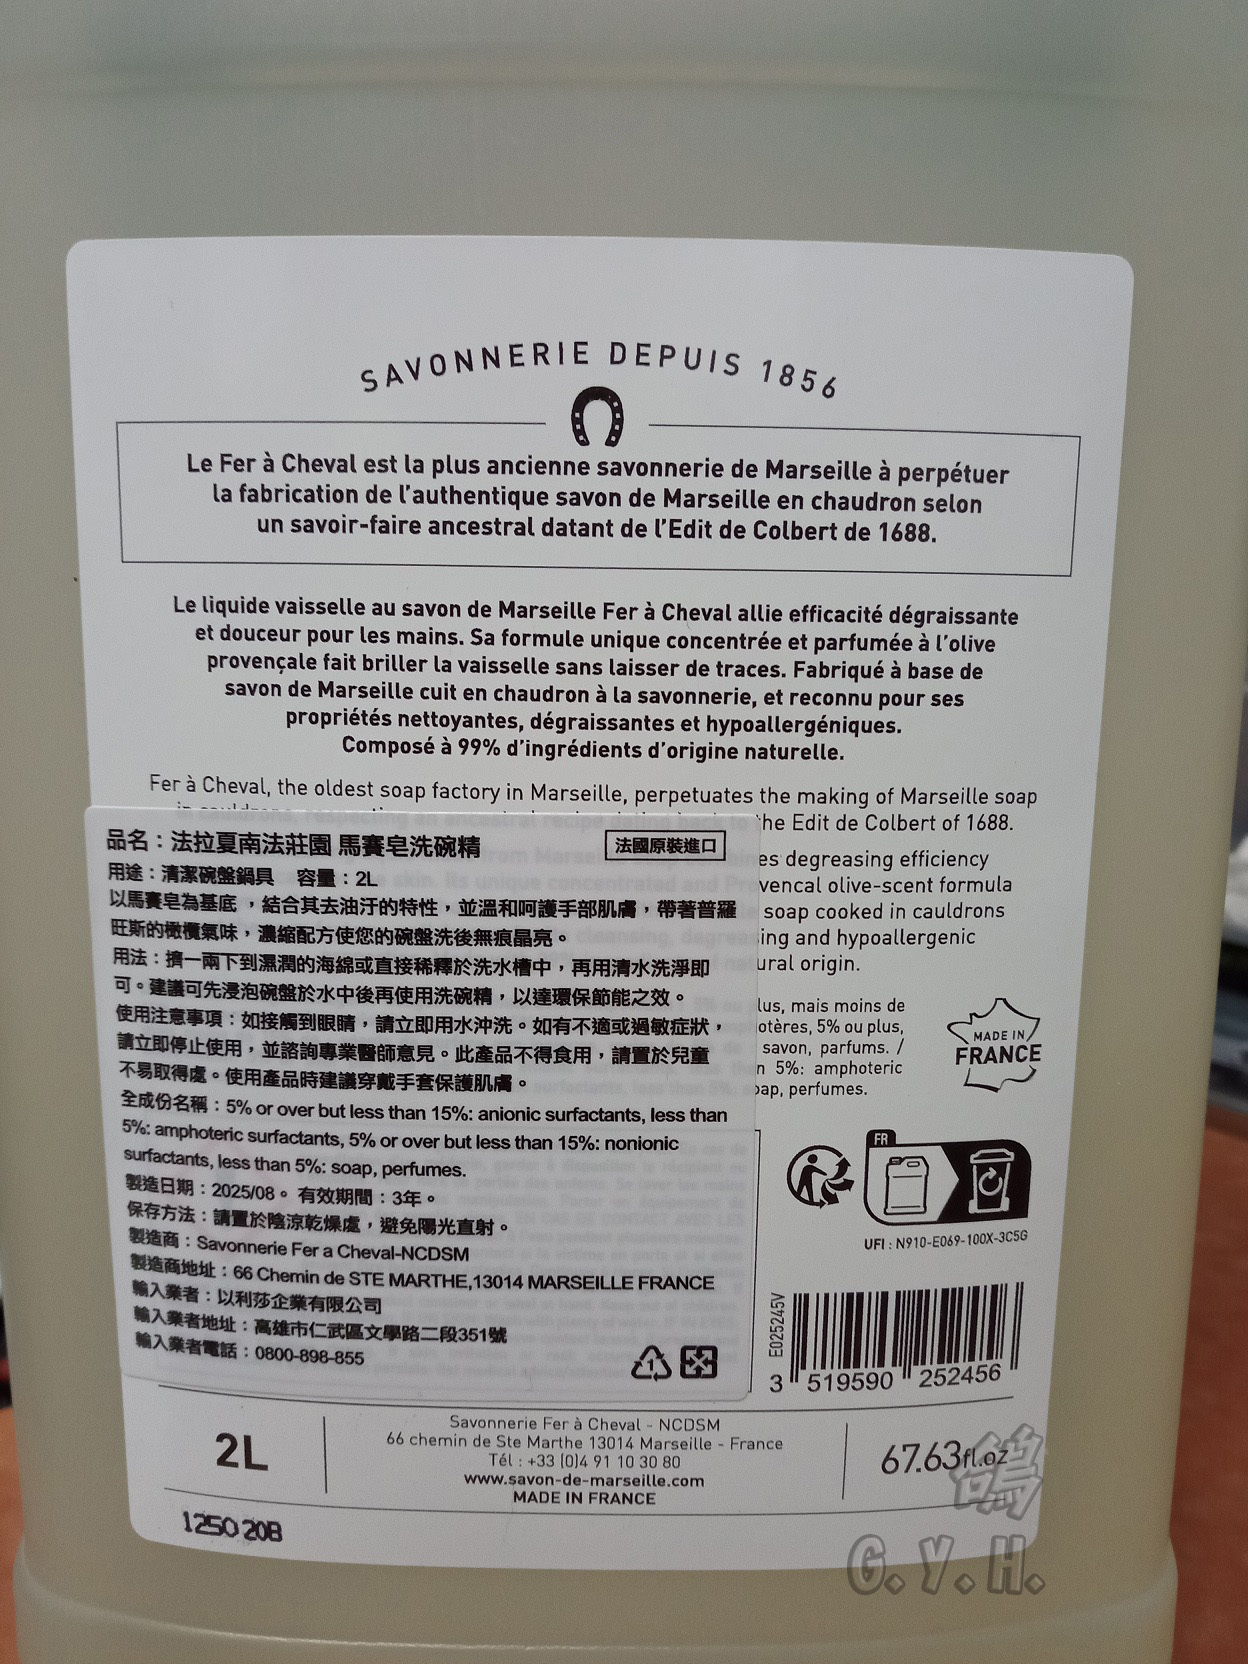 SAVONNERIE DEPUIS 1856
Le Fer à Cheval est la plus ancienne savonnerie de Marseille à perpétuer
la fabrication de l'authentique savon de Marseille en chaudron selon
un savoir-faire ancestral datant de l'Edit de Colbert de 1688.
Le liquide vaisselle au savon de Marseille Fer à Cheval allie efficacité dégraissante
et douceur pour les mains. Sa formule unique concentrée et parfumée à l'olive
provençale fait briller la vaisselle sans laisser de traces. Fabriqué à base de
savon de Marseille cuit en chaudron à la savonnerie, et reconnu pour ses
propriétés nettoyantes, dégraissantes et hypoallergéniques.
Composé à 99% d'ingrédients d'origine naturelle.
Fer à Cheval, the oldest soap factory in Marseille, perpetuates the making of Marseille soap
the Edit de Colbert of 1688.
es degreasing efficiency
vencal olive-scent formula
soap cooked in cauldrons
ing and hypoallergenic
ural origin.
lus, mais moins de
otères, 5% ou plus,
savon, parfums. /
n 5%: amphoteric
oap, perfumes.
MADE IN
FRANCE
品名：法拉夏南法莊園 馬賽皂洗碗精
法國原裝進口
用途：清潔碗盤鍋具 容量：2L
以馬賽皂為基底，結合其去油汙的特性，並溫和呵護手部肌膚，帶著普羅
旺斯的橄欖氣味，濃縮配方使您的碗盤洗後無痕晶亮。
用法：擠一兩下到濕潤的海綿或直接稀釋於洗水槽中，再用清水洗淨即
可。建議可先浸泡碗盤於水中後再使用洗碗精，以達環保節能之效。
使用注意事項：如接觸到眼睛，請立即用水沖洗。如有不適或過敏症狀，
請立即停止使用，並諮詢專業醫師意見。此產品不得食用，請置於兒童
不易取得處。使用產品時建議穿戴手套保護肌膚。
全成份名稱：5% or over but less than 15%: anionic surfactants, less than
5%: amphoteric surfactants, 5% or over but less than 15%: nonionic
surfactants, less than 5%: soap, perfumes.
製造日期：2025/08。有效期間：3年。
保存方法：請置於陰涼乾燥處，避免陽光直射。
製造商：Savonnerie Fer a Cheval-NCDSM
製造商地址：66 Chemin de STE MARTHE,13014 MARSEILLE FRANCE
輸入業者：以利莎企業有限公司
輸入業者地址：高雄市仁武區文學路二段351號
輸入業者電話：0800-898-855
1
FR
UFI : N910-E069-100X-3C5G
E025245V
3 519590 252456
2L
Savonnerie Fer à Cheval - NCDSM
66 chemin de Ste Marthe 13014 Marseille - France
Tél : +33 (0)4 91 10 30 80
www.savon-de-marseille.com
MADE IN FRANCE
67.63fl.oz
1250 20B
鴿
G.Y.H.